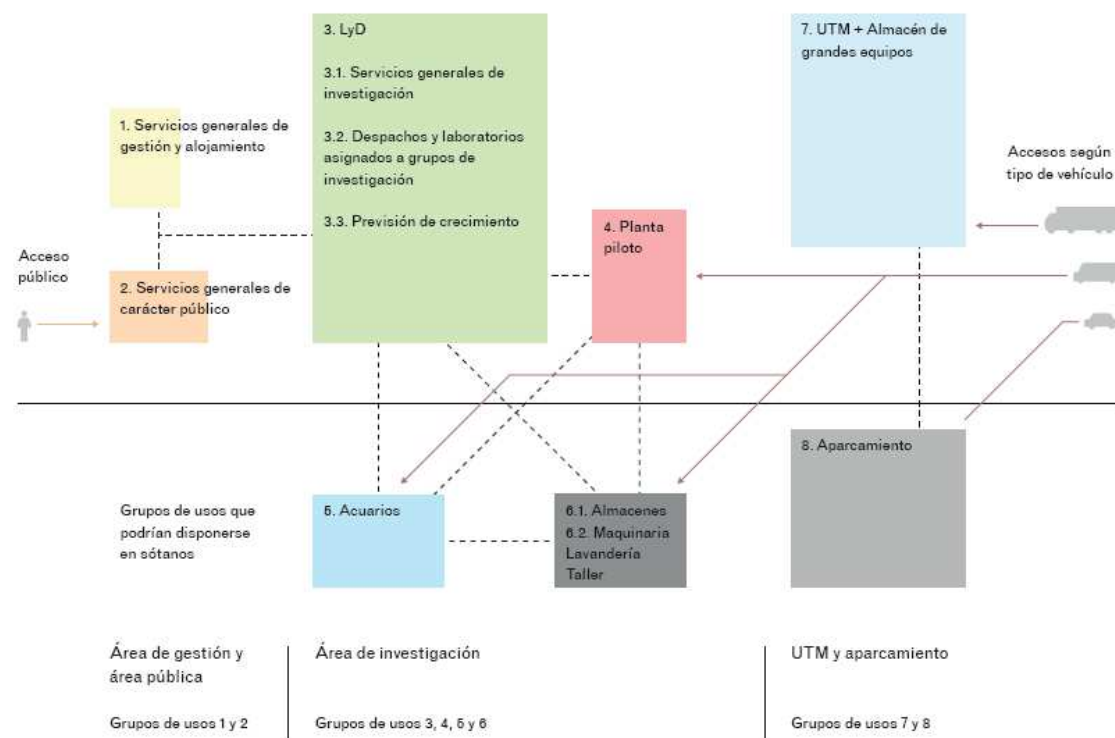 3. LyD
3.1. Servicios generales de
investigación
3.2. Despachos y laboratorios
asignados a grupos de
investigación
3.3. Previsión de crecimiento
7. UTM + Almacén de
grandes equipos
1. Servicios generales de
gestión y alojamiento
Accesos según
tipo de vehículo
4. Planta
piloto
Acceso
público
2. Servicios generales de
carácter público
8. Aparcamiento
Grupos de usos que
podrían disponerse
en sótanos
5. Acuarios
6.1. Almacenes
6.2. Maquinaria
Lavandería
Taller
Área de gestión y
área pública
Grupos de usos 1 y 2
Área de investigación
Grupos de usos 3, 4, 5 y 6
UTM y aparcamiento
Grupos de usos 7 y 8